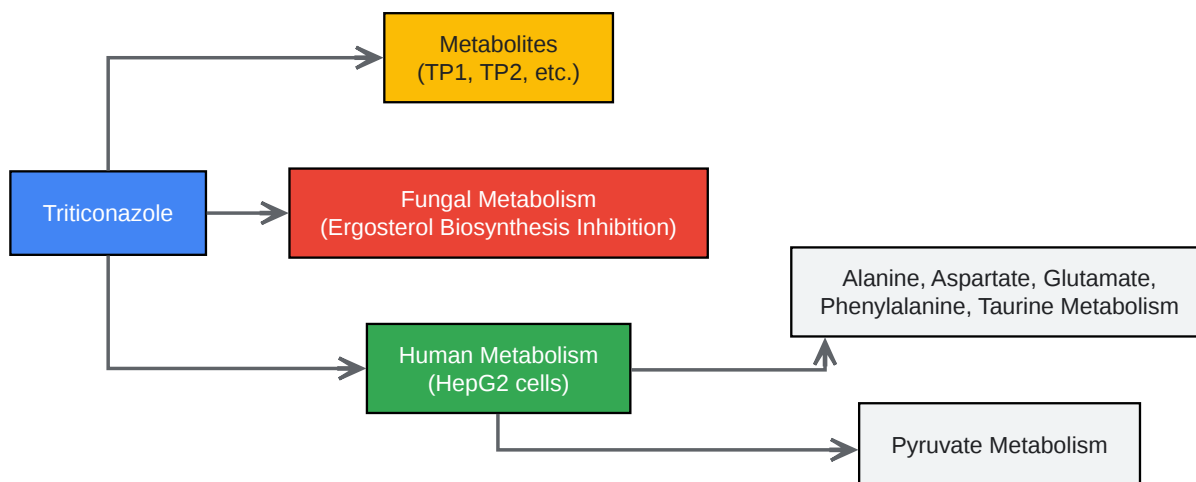 Metabolites
(TP1, TP2, etc.)
Triticonazole
Fungal Metabolism
(Ergosterol Biosynthesis Inhibition)
Alanine, Aspartate, Glutamate,
Phenylalanine, Taurine Metabolism
Human Metabolism
(HepG2 cells)
Pyruvate Metabolism